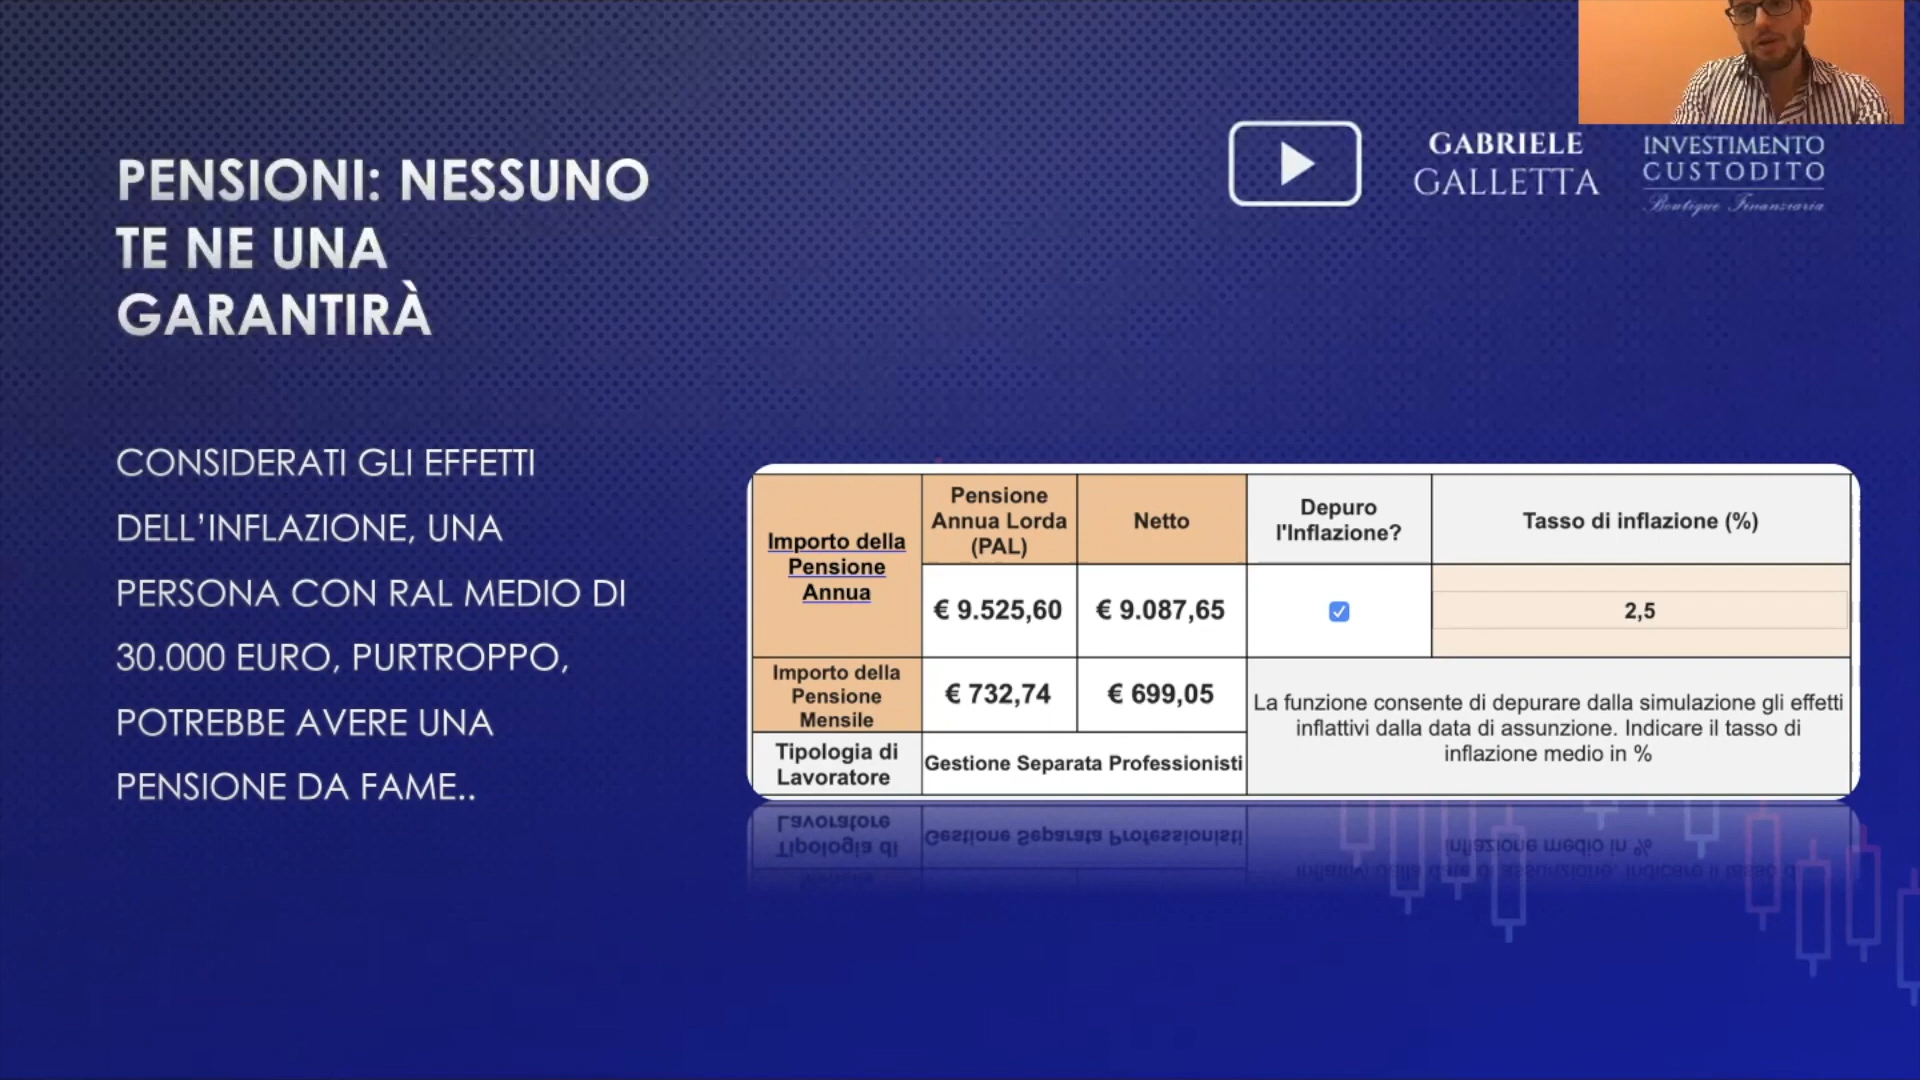 PENSIONI: NESSUNO
TE NE UNA
GARANTIRÀ
GABRIELE
GALLETTA
INVESTIMENTO
CUSTODITO
Boutique Finanziaria
CONSIDERATI GLI EFFETTI
DELL’INFLAZIONE, UNA
PERSONA CON RAL MEDIO DI
30.000 EURO, PURTROPPO,
POTREBBE AVERE UNA
PENSIONE DA FAME..
Importo della
Pensione
Annua
Pensione
Annua Lorda
(PAL)
Netto
Depuro
l'Inflazione?
Tasso di inflazione (%)
€ 9.525,60
€ 9.087,65
2,5
Importo della
Pensione
Mensile
€ 732,74
€ 699,05
La funzione consente di depurare dalla simulazione gli effetti
inflattivi dalla data di assunzione. Indicare il tasso di
inflazione medio in %
Tipologia di
Lavoratore
Gestione Separata Professionisti